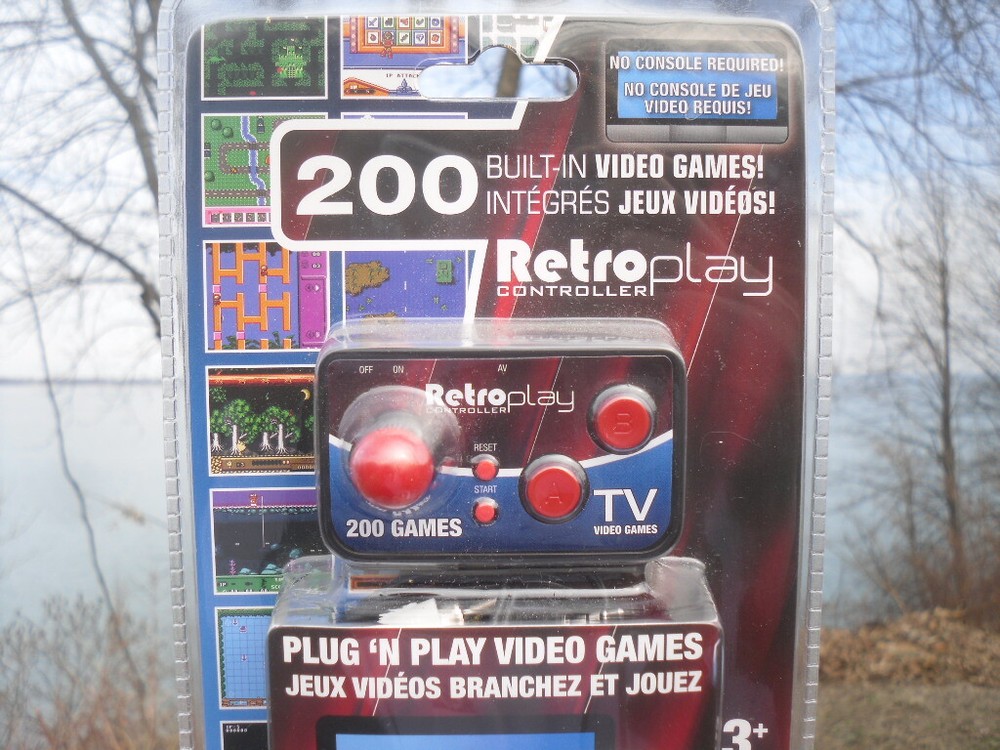 NO CONSOLE REQUIRED!
NO CONSOLE DE JEU
VIDEO REQUIS!
200 BUILT-IN VIDEO GAMES!
INTÉGRÉS JEUX VIDÉØS!
Retroplay
CONTROLLER
OFF ON AV
Retroplay
CONTROLLER
RESET
START
A
B
200 GAMES
TV
VIDEO GAMES
PLUG 'N PLAY VIDEO GAMES
JEUX VIDÉOS BRANCHEZ ET JOUEZ
3+